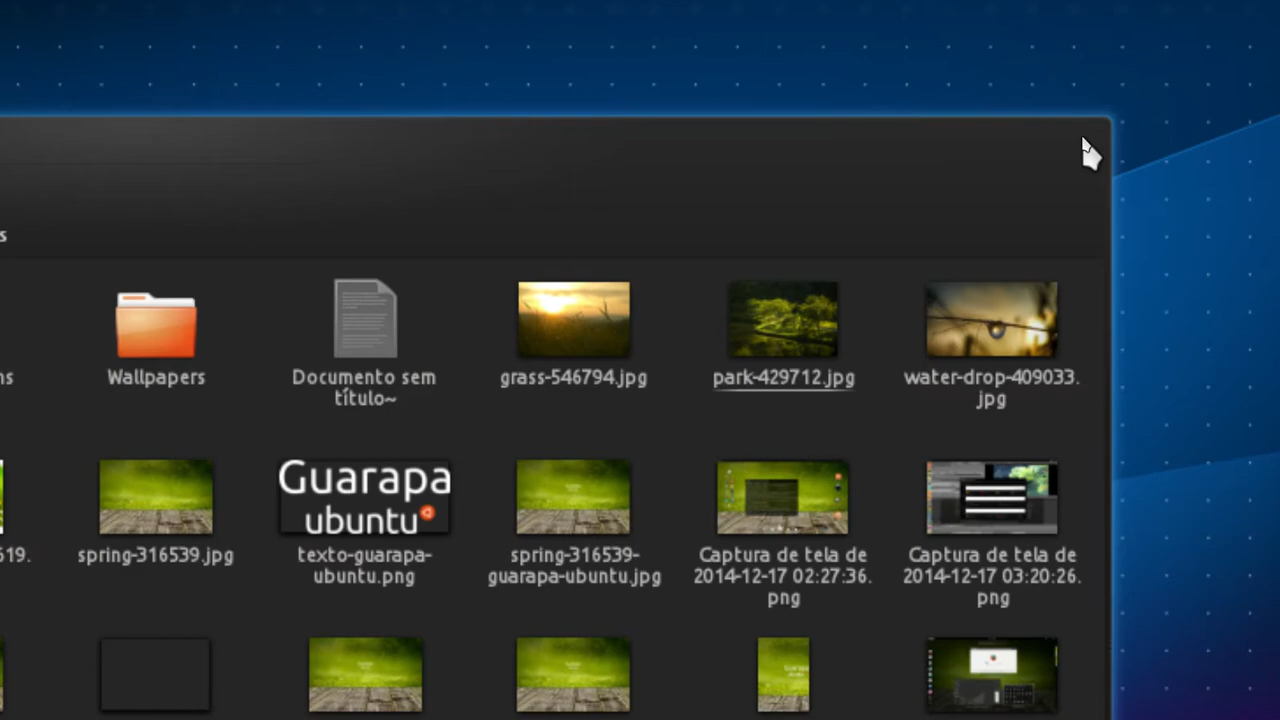 s
ns
Wallpapers
Documento sem
título~
grass-546794.jpg
park-429712.jpg
water-drop-409033.
jpg
Guarapa
ubuntu
619.
spring-316539.jpg
texto-guarapa-
ubuntu.png
spring-316539-
guarapa-ubuntu.jpg
Captura de tela de
2014-12-17 02:27:36.
png
Captura de tela de
2014-12-17 03:20:26.
png